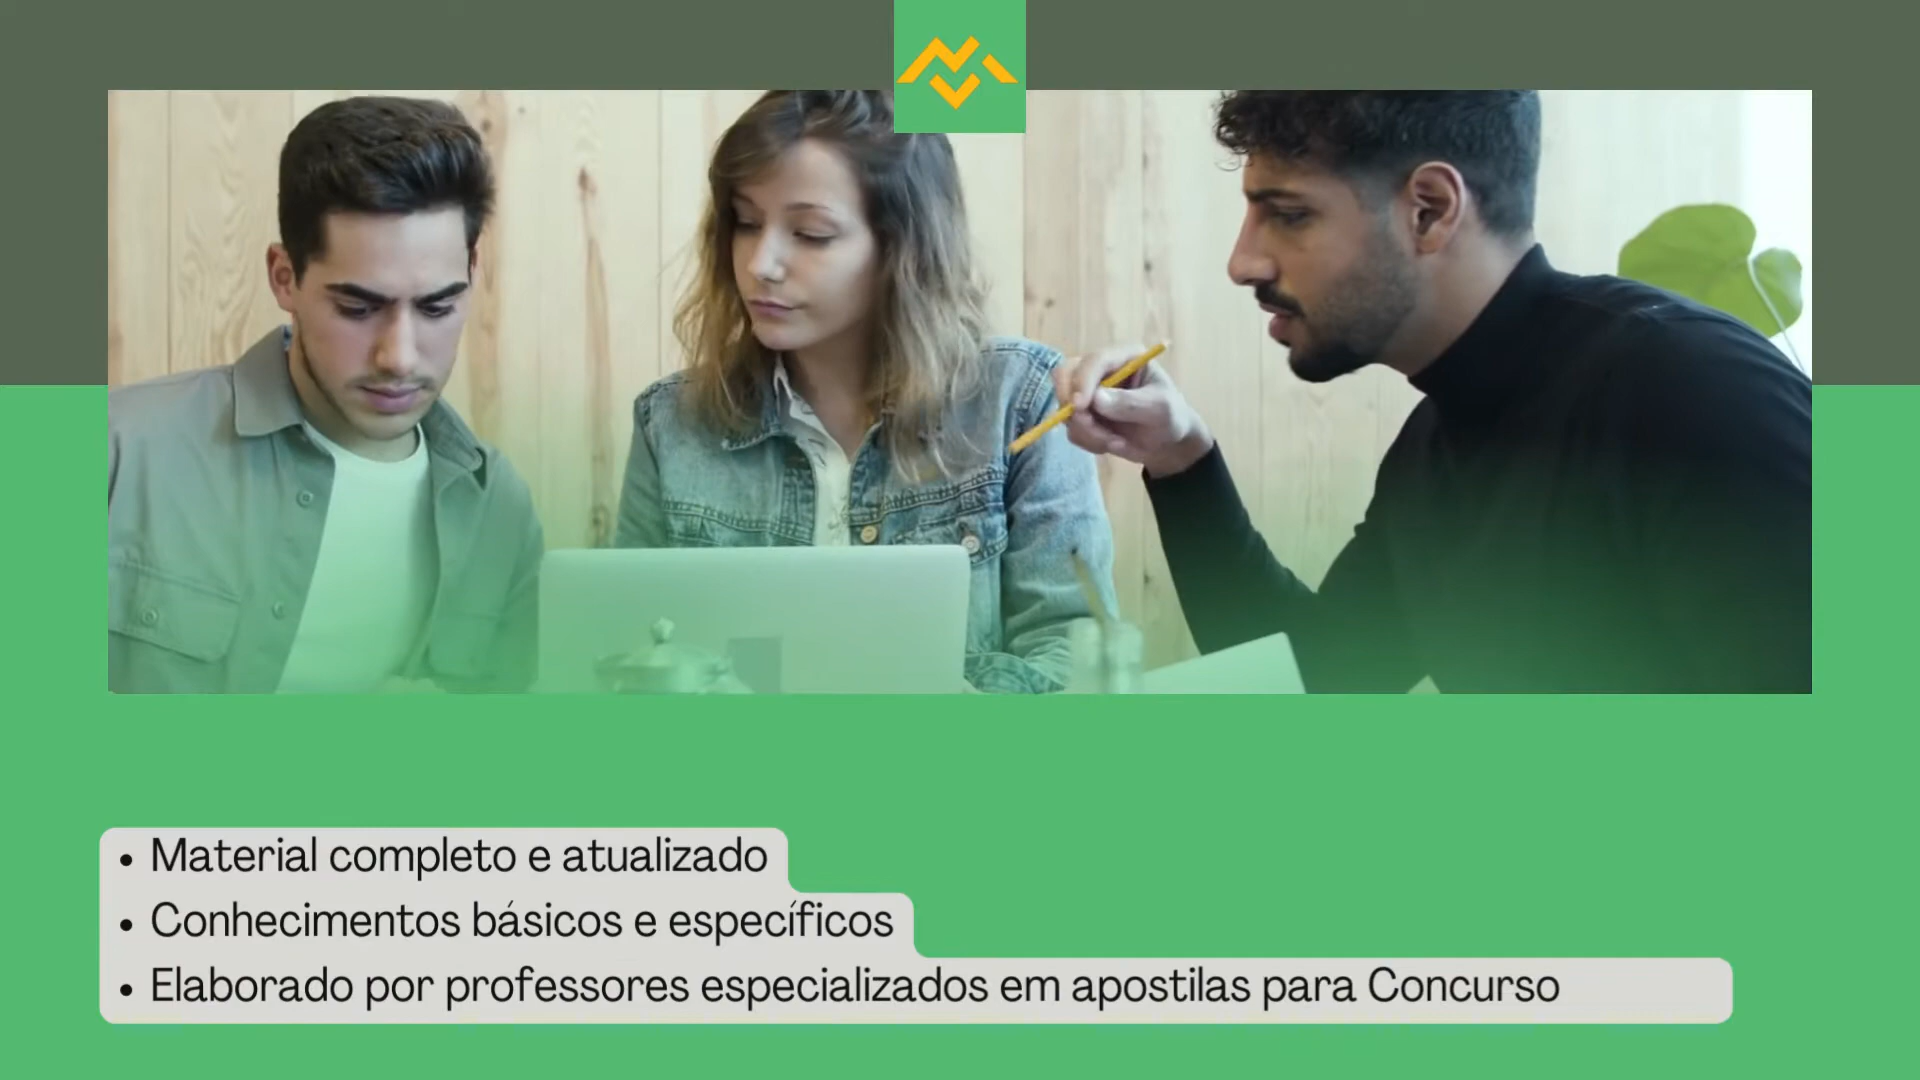 • Material completo e atualizado
• Conhecimentos básicos e específicos
• Elaborado por professores especializados em apostilas para Concurso